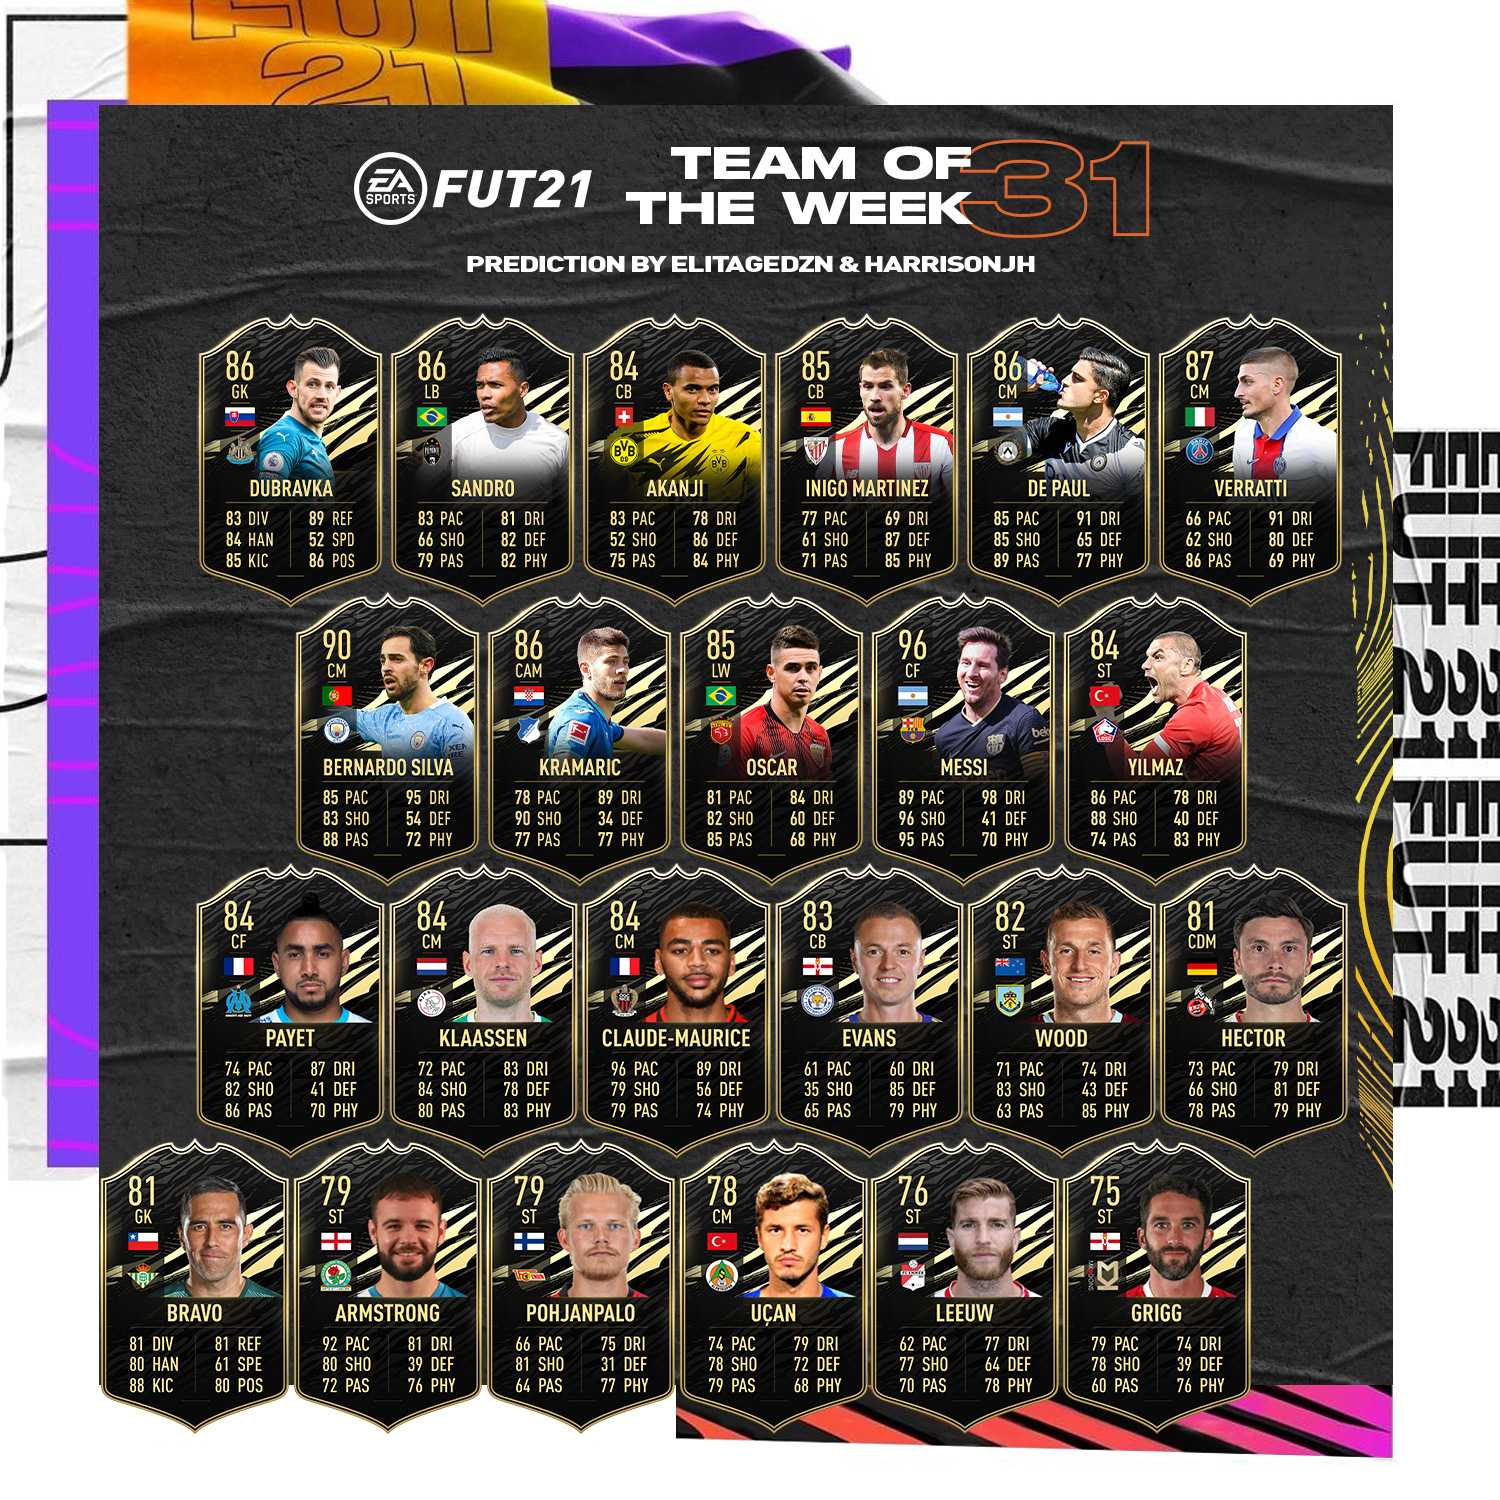 FUT
21
EA
SPORTS
FUT21
TEAM OF
THE WEEK
31
PREDICTION BY ELITAGEDZN & HARRISONJH
86
GK
DUBRAVKA
83 DIV 89 REF
84 HAN 52 SPD
85 KIC 86 POS
86
LB
SANDRO
83 PAC 81 DRI
66 SHO 82 DEF
79 PAS 82 PHY
84
CB
AKANJI
83 PAC 78 DRI
52 SHO 86 DEF
75 PAS 84 PHY
85
CB
INIGO MARTINEZ
77 PAC 69 DRI
61 SHO 87 DEF
71 PAS 85 PHY
86
CM
DE PAUL
85 PAC 91 DRI
85 SHO 65 DEF
89 PAS 77 PHY
87
CM
VERRATTI
66 PAC 91 DRI
62 SHO 80 DEF
86 PAS 69 PHY
90
CM
BERNARDO SILVA
85 PAC 95 DRI
83 SHO 54 DEF
88 PAS 72 PHY
86
CAM
KRAMARIC
78 PAC 89 DRI
90 SHO 34 DEF
77 PAS 77 PHY
85
LW
OSCAR
81 PAC 84 DRI
82 SHO 60 DEF
85 PAS 68 PHY
96
CF
MESSI
89 PAC 98 DRI
96 SHO 41 DEF
95 PAS 70 PHY
84
ST
YILMAZ
86 PAC 78 DRI
88 SHO 40 DEF
74 PAS 83 PHY
84
CF
PAYET
74 PAC 87 DRI
82 SHO 41 DEF
86 PAS 70 PHY
84
CM
KLAASSEN
72 PAC 83 DRI
84 SHO 78 DEF
80 PAS 83 PHY
84
CM
CLAUDE-MAURICE
96 PAC 89 DRI
79 SHO 56 DEF
79 PAS 74 PHY
83
CB
EVANS
61 PAC 60 DRI
35 SHO 85 DEF
65 PAS 79 PHY
82
ST
WOOD
71 PAC 74 DRI
83 SHO 43 DEF
63 PAS 85 PHY
81
CDM
HECTOR
73 PAC 79 DRI
66 SHO 81 DEF
78 PAS 79 PHY
81
GK
BRAVO
81 DIV 81 REF
80 HAN 61 SPE
88 KIC 80 POS
79
ST
ARMSTRONG
92 PAC 81 DRI
80 SHO 39 DEF
72 PAS 76 PHY
79
ST
POHJANPALO
66 PAC 75 DRI
81 SHO 31 DEF
64 PAS 77 PHY
78
CM
UÇAN
74 PAC 79 DRI
78 SHO 72 DEF
79 PAS 68 PHY
76
ST
LEEUW
62 PAC 77 DRI
77 SHO 64 DEF
70 PAS 78 PHY
75
ST
GRIGG
79 PAC 74 DRI
78 SHO 39 DEF
60 PAS 76 PHY
FUT 21 FUT 21